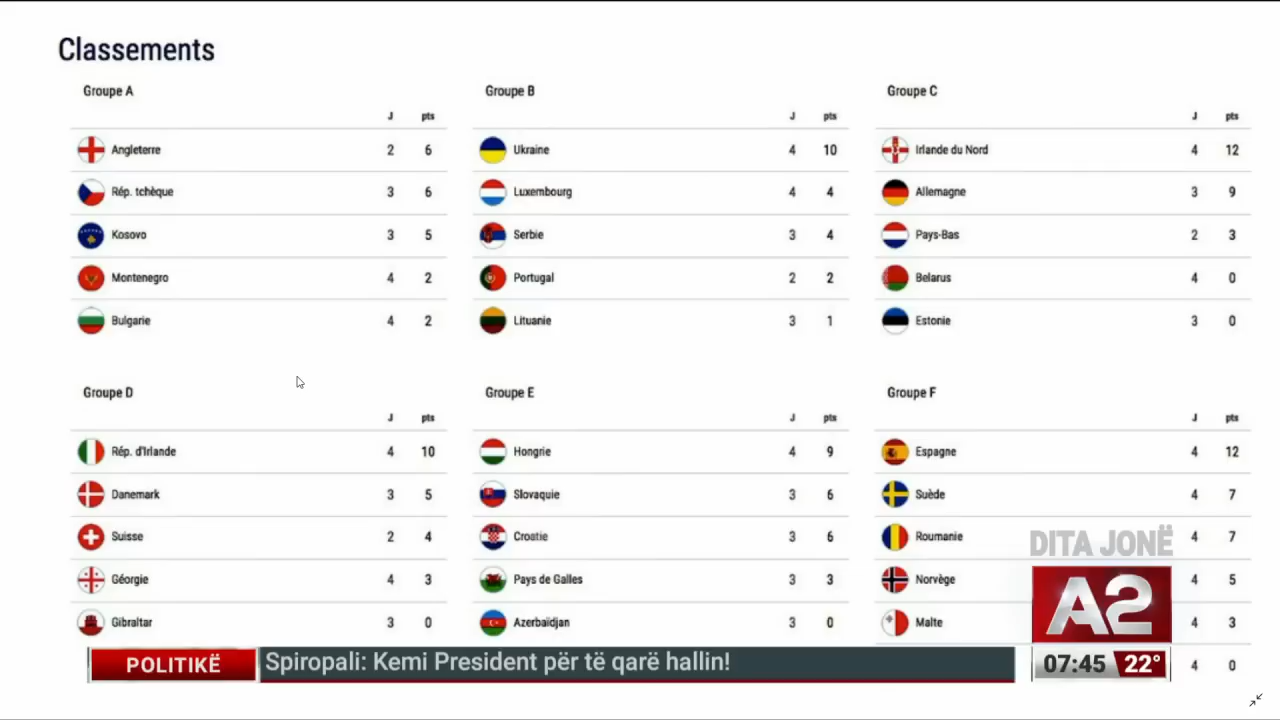 Classements
Groupe A
J pts
Angleterre 2 6
Rép. tchèque 3 6
Kosovo 3 5
Montenegro 4 2
Bulgarie 4 2
Groupe B
J pts
Ukraine 4 10
Luxembourg 4 4
Serbie 3 4
Portugal 2 2
Lituanie 3 1
Groupe C
J pts
Irlande du Nord 4 12
Allemagne 3 9
Pays-Bas 2 3
Belarus 4 0
Estonie 3 0
Groupe D
J pts
Rép. d'Irlande 4 10
Danemark 3 5
Suisse 2 4
Géorgie 4 3
Gibraltar 3 0
Groupe E
J pts
Hongrie 4 9
Slovaquie 3 6
Croatie 3 6
Pays de Galles 3 3
Azerbaïdjan 3 0
Groupe F
J pts
Espagne 4 12
Suède 4 7
Roumanie 4 7
Norvège 4 5
Malte 4 3
4 0
DITA JONË
A2
07:45 22°
POLITIKË
Spiropali: Kemi President për të qarë hallin!